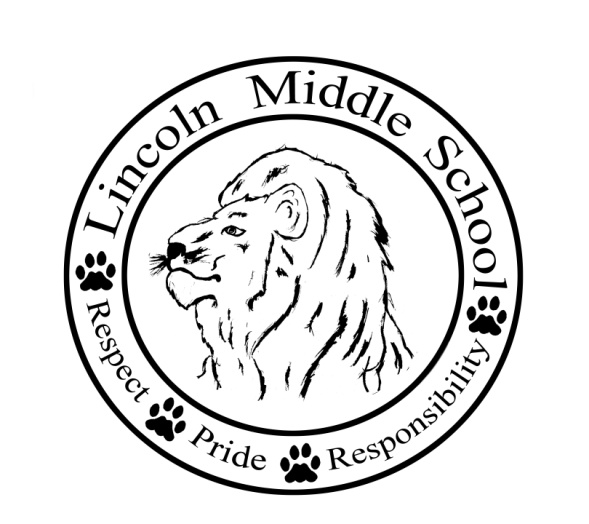 Lincoln Middle School
Respect
Pride
Responsibility